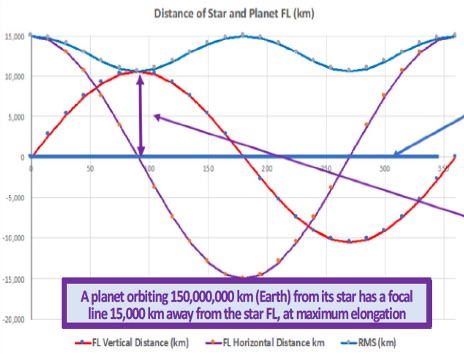 Distance of Star and Planet FL (km)
15,000
10,000
5,000
0
0
50
100
150
200
250
300
350
-5,000
-10,000
-15,000
-20,000
A planet orbiting 150,000,000 km (Earth) from its star has a focal
line 15,000 km away from the star FL, at maximum elongation
FL Vertical Distance (km)
FL Horizontal Distance km
RMS (km)